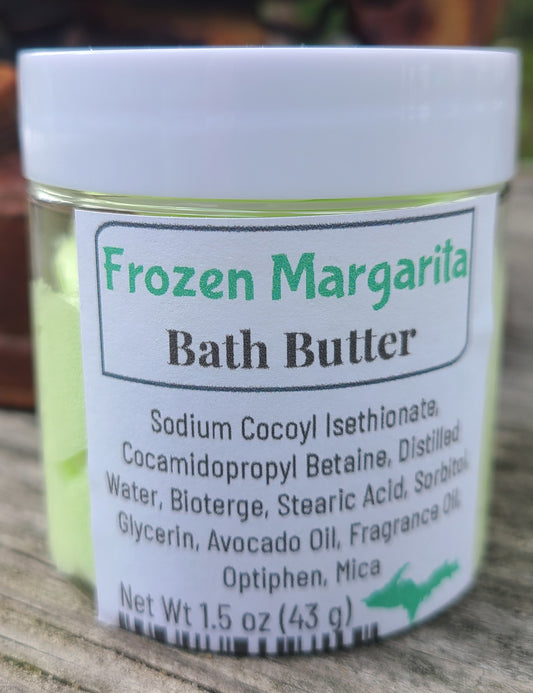 Frozen Margarita
Bath Butter
Sodium Cocoyl Isethionate,
Cocamidopropyl Betaine, Distilled
Water, Bioterge, Stearic Acid, Sorbitol,
Glycerin, Avocado Oil, Fragrance Oil,
Optiphen, Mica
Net Wt 1.5 oz (43 g)